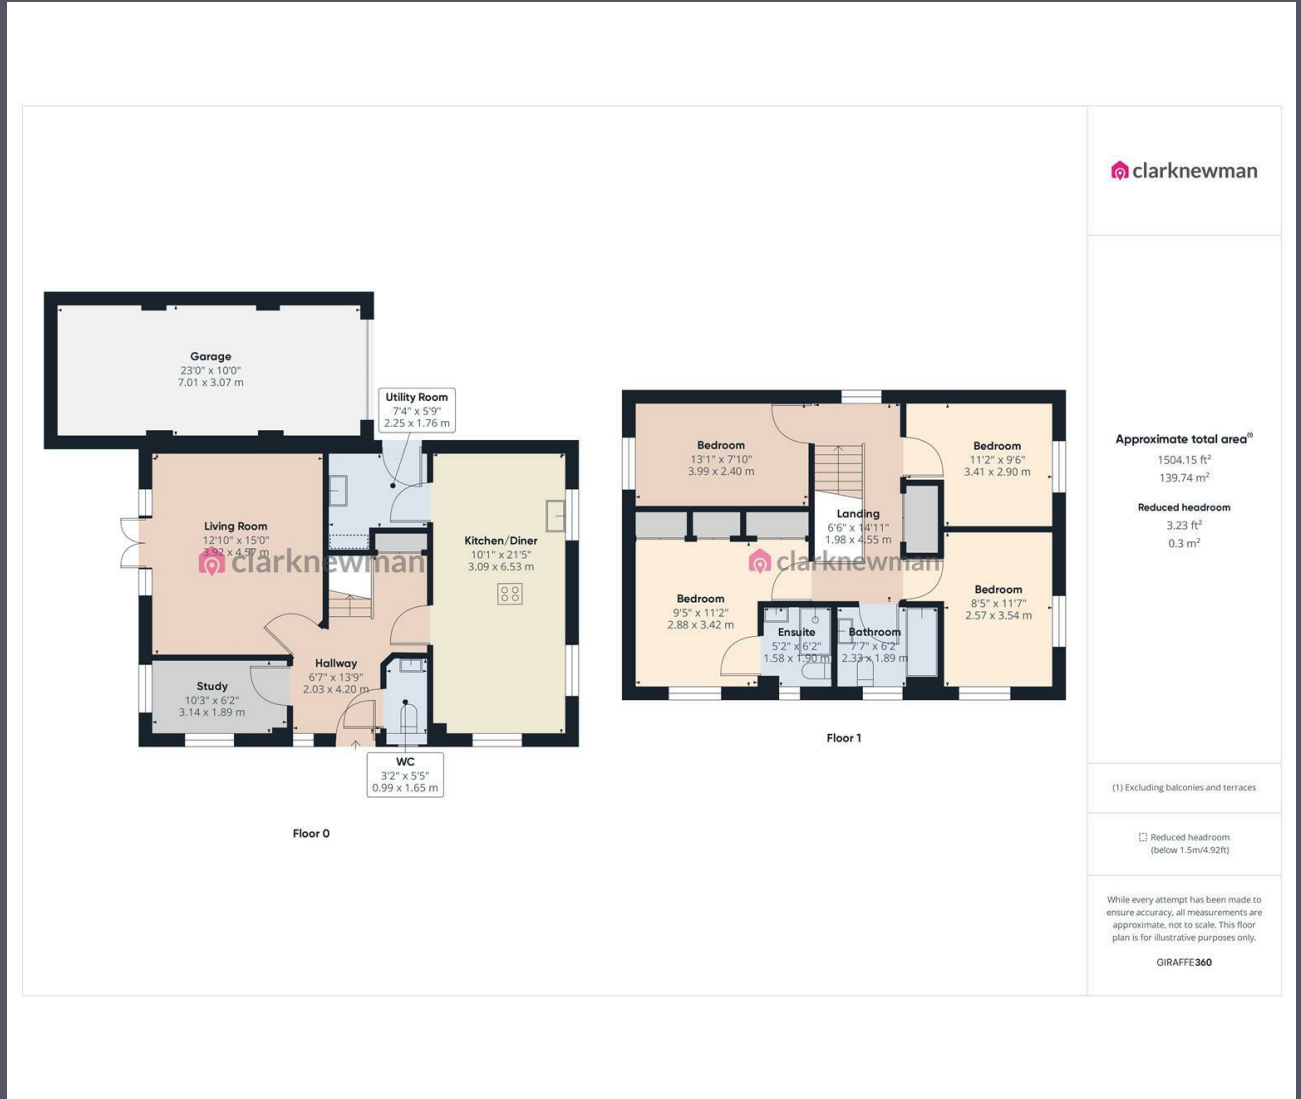 clarknewman
Garage
23'0" x 10'0"
7.01 x 3.07 m
Utility Room
7'4" x 5'9"
2.25 x 1.76 m
Living Room
12'10" x 15'0"
3.92 x 4.57 m
clarknewman
Kitchen/Diner
10'1" x 21'5"
3.09 x 6.53 m
Hallway
6'7" x 13'9"
2.03 x 4.20 m
Study
10'3" x 6'2"
3.14 x 1.89 m
WC
3'2" x 5'5"
0.99 x 1.65 m
Floor 0
Bedroom
13'1" x 7'10"
3.99 x 2.40 m
Bedroom
11'2" x 9'6"
3.41 x 2.90 m
Landing
6'6" x 14'11"
1.98 x 4.55 m
clarknewman
Bedroom
9'5" x 11'2"
2.88 x 3.42 m
Bedroom
8'5" x 11'7"
2.57 x 3.54 m
Ensuite
5'2" x 6'2"
1.58 x 1.90 m
Bathroom
7'7" x 6'2"
2.33 x 1.89 m
Floor 1
Approximate total area(1)
1504.15 ft²
139.74 m²
Reduced headroom
3.23 ft²
0.3 m²
(1) Excluding balconies and terraces
Reduced headroom
(below 1.5m/4.92ft)
While every attempt has been made to
ensure accuracy, all measurements are
approximate, not to scale. This floor
plan is for illustrative purposes only.
GIRAFFE360